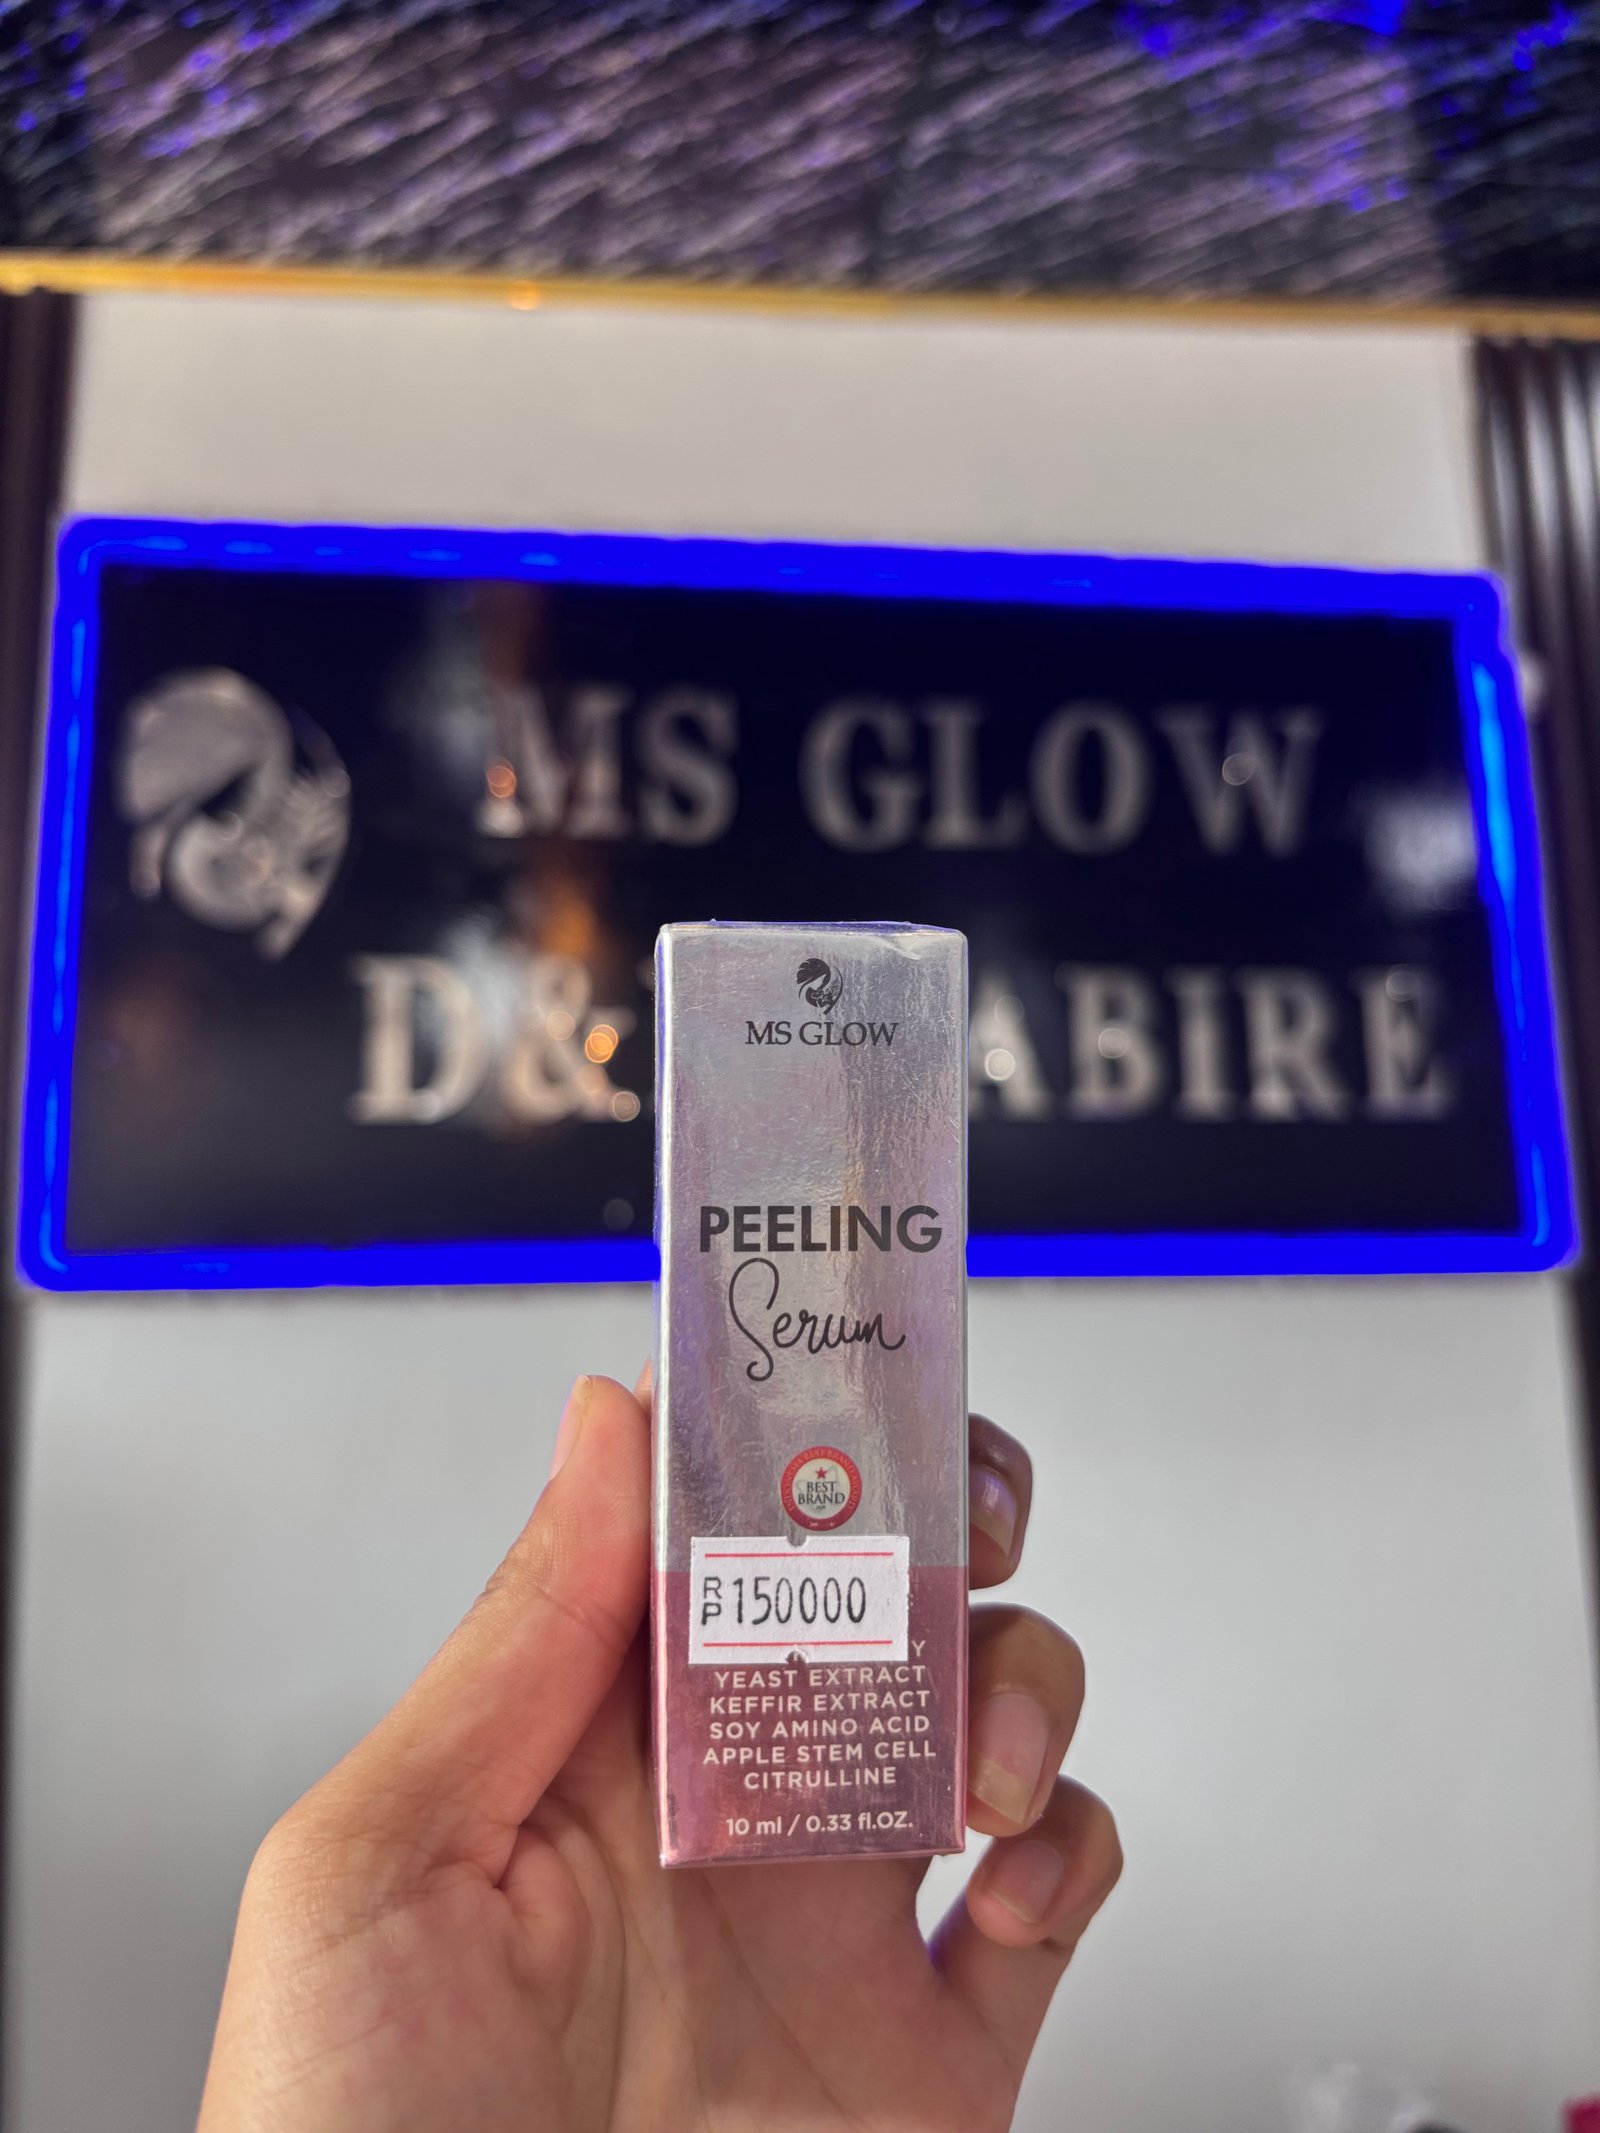 MS GLOW
D& ABIRE
MS GLOW
PEELING
Serum
BEST
BRAND
RP 150000
Y
YEAST EXTRACT
KEFFIR EXTRACT
SOY AMINO ACID
APPLE STEM CELL
CITRULLINE
10 ml / 0.33 fl.OZ.